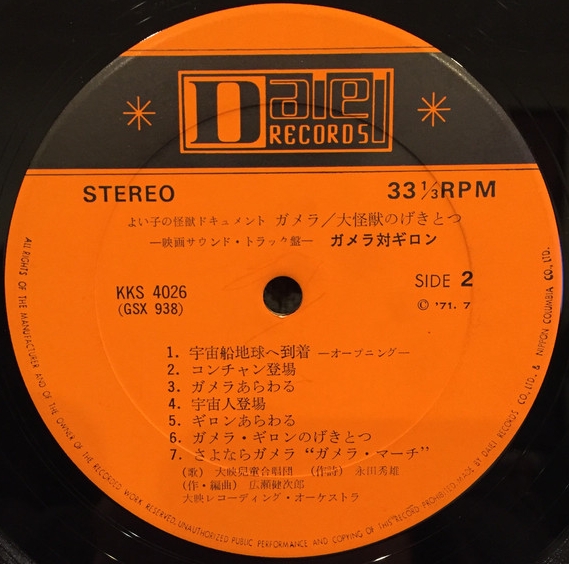 Daiei
RECORDS
STEREO
33 1/3 RPM
よい子の怪獣ドキュメント ガメラ／大怪獣のげきとつ
—映画サウンド・トラック盤— ガメラ対ギロン
KKS 4026
(GSX 938)
SIDE 2
© '71. 7
1. 宇宙船地球へ到着 —オープニング—
2. コンチャン登場
3. ガメラあらわる
4. 宇宙人登場
5. ギロンあらわる
6. ガメラ・ギロンのげきとつ
7. さよならガメラ “ガメラ・マーチ”
(歌) 大映児童合唱団 (作詩) 永田秀雄
(作・編曲) 広瀬健次郎
大映レコーディング・オーケストラ
ALL RIGHTS OF THE MANUFACTURER AND OF THE OWNER OF THE RECORDED WORK RESERVED. UNAUTHORIZED PUBLIC PERFORMANCE AND COPYING OF THIS RECORD PROHIBITED. MADE BY DAIEI RECORDS CO., LTD. & NIPPON COLUMBIA CO., LTD.